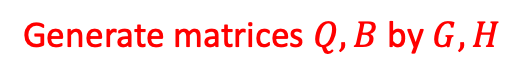 Generate matrices Q, B by G, H